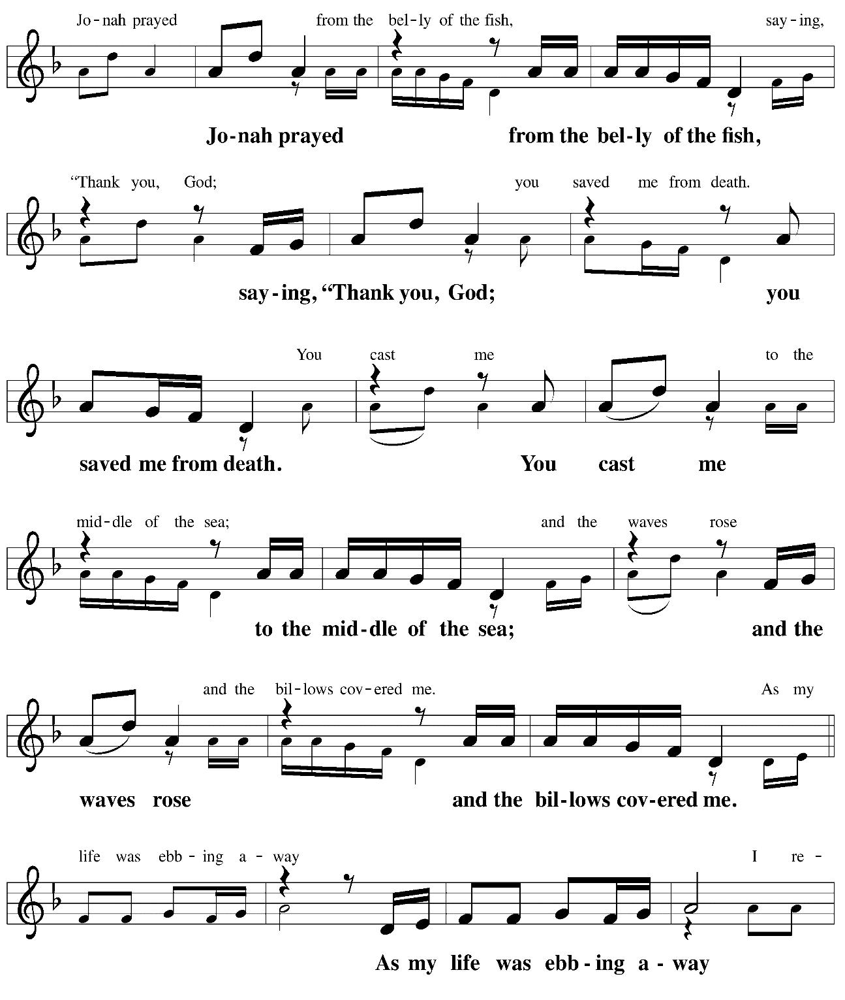 Jo - nah prayed from the bel - ly of the fish, say - ing,
Jo - nah prayed from the bel - ly of the fish,
“Thank you, God; you saved me from death.
say - ing, “Thank you, God; you
You cast me to the
saved me from death. You cast me
mid - dle of the sea; and the waves rose
to the mid - dle of the sea; and the
and the bil - lows cov - ered me. As my
waves rose and the bil - lows cov - ered me.
life was ebb - ing a - way I re -
As my life was ebb - ing a - way